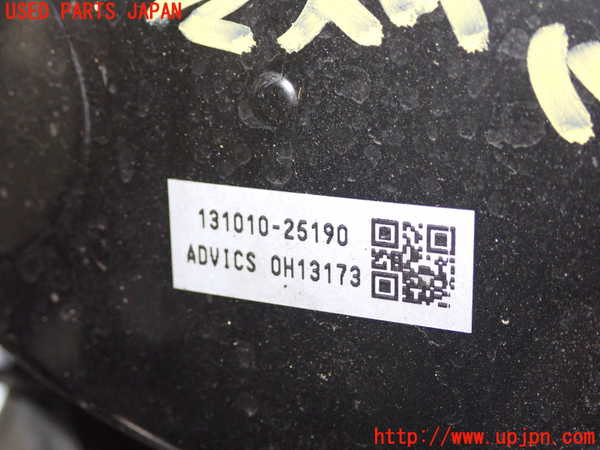 USED PARTS JAPAN
131010-25190
ADVICS 0H13173
http://www.upjpn.com/